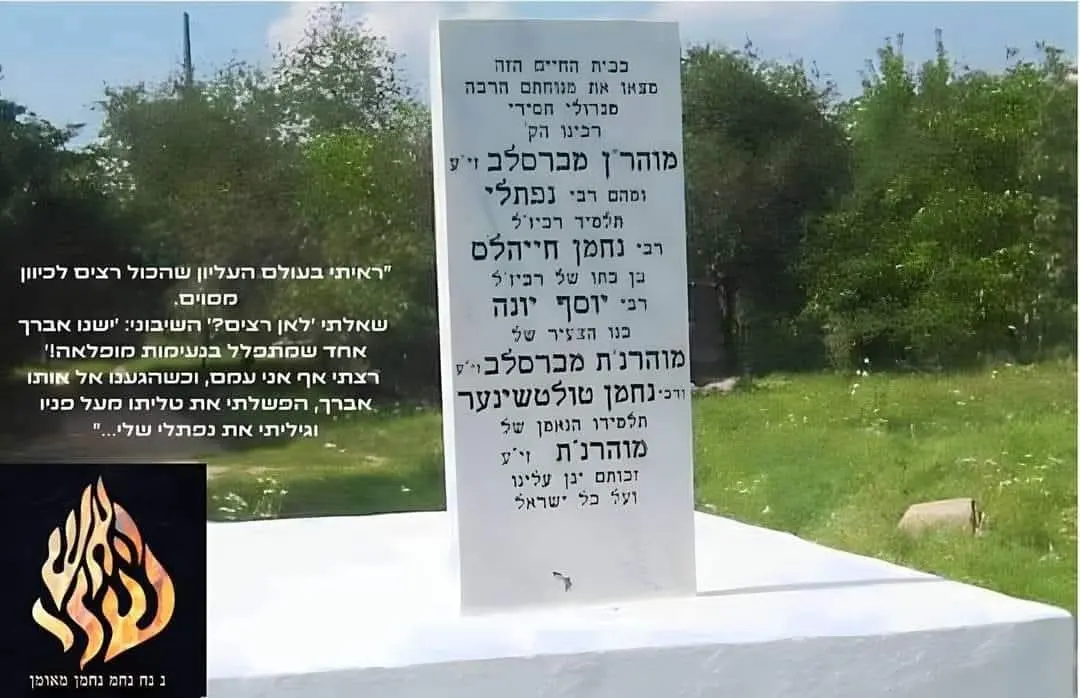 בבית החיים הזה
מצאו את מנוחתם הרבה
מגדולי חסידי
רבינו הק'
מוהר"ן מברסלב זי"ע
ומהם רבי נפתלי
תלמיד רביז"ל
רבי נחמן חייהלס
בן בתו של רביז"ל
רבי יוסף יונה
בנו הצעיר של
מוהרנ"ת מברסלב זי"ע
ורבי נחמן טולטשינער
תלמידו הנאמן של
מוהרנ"ת זי"ע
זכותם יגן עלינו
ועל כל ישראל
"ראיתי בעולם העליון שהכול רצים לכיוון
מסוים.
שאלתי 'לאן רצים?' השיבוני: 'ישנו אברך
אחד שמתפלל בנעימות מופלאה!'
רצתי אף אני עמם, וכשהגענו אל אותו
אברך, הפשלתי את טליתו מעל פניו
וגיליתי את נפתלי שלי..."
נ נח נחמ נחמן מאומן